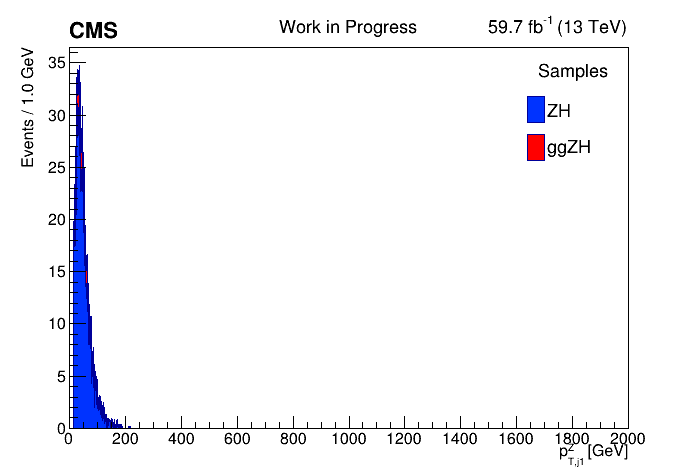 CMS Work in Progress 59.7 fb⁻¹ (13 TeV)
Events / 1.0 GeV
Samples
ZH
ggZH
35
30
25
20
15
10
5
0
0 200 400 600 800 1000 1200 1400 1600 1800 2000
p²_T,j1 [GeV]